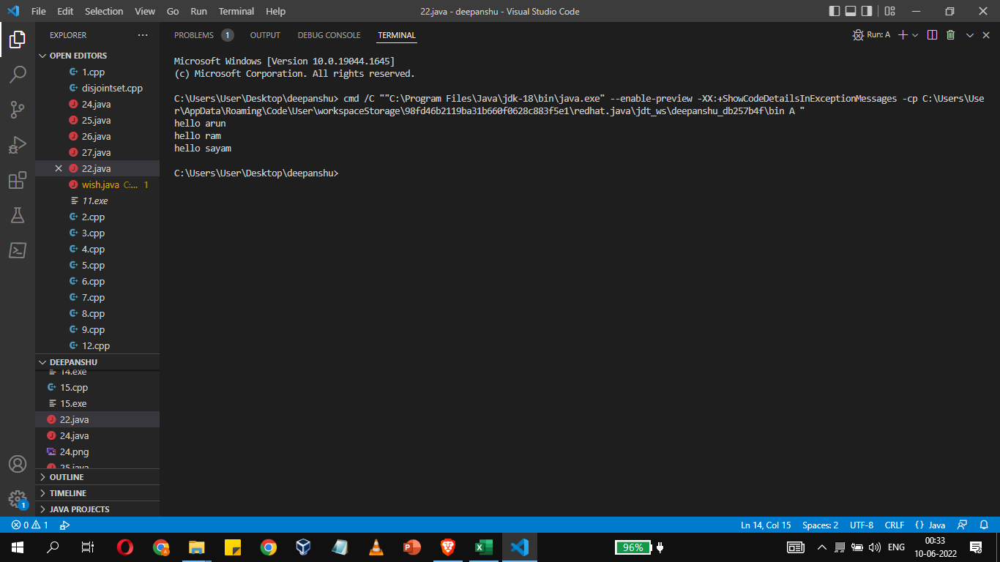 File Edit Selection View Go Run Terminal Help 22.java - deepanshu - Visual Studio Code
EXPLORER
OPEN EDITORS
1.cpp
disjointset.cpp
24.java
25.java
26.java
27.java
22.java
wish.java C:... 1
11.exe
2.cpp
3.cpp
4.cpp
5.cpp
6.cpp
7.cpp
8.cpp
9.cpp
12.cpp
DEEPANSHU
14.exe
15.cpp
15.exe
22.java
24.java
24.png
25.java
OUTLINE
TIMELINE
JAVA PROJECTS
1
PROBLEMS 1 OUTPUT DEBUG CONSOLE TERMINAL Run: A
Microsoft Windows [Version 10.0.19044.1645]
(c) Microsoft Corporation. All rights reserved.
C:\Users\User\Desktop\deepanshu> cmd /C ""C:\Program Files\Java\jdk-18\bin\java.exe" --enable-preview -XX:+ShowCodeDetailsInExceptionMessages -cp C:\Users\Use
r\AppData\Roaming\Code\User\workspaceStorage\98fd46b2119ba31b660f0628c883f5e1\redhat.java\jdt_ws\deepanshu_db257b4f\bin A "
hello arun
hello ram
hello sayam
C:\Users\User\Desktop\deepanshu>
0 1 Ln 14, Col 15 Spaces: 2 UTF-8 CRLF {} Java
96% ENG 00:33
10-06-2022